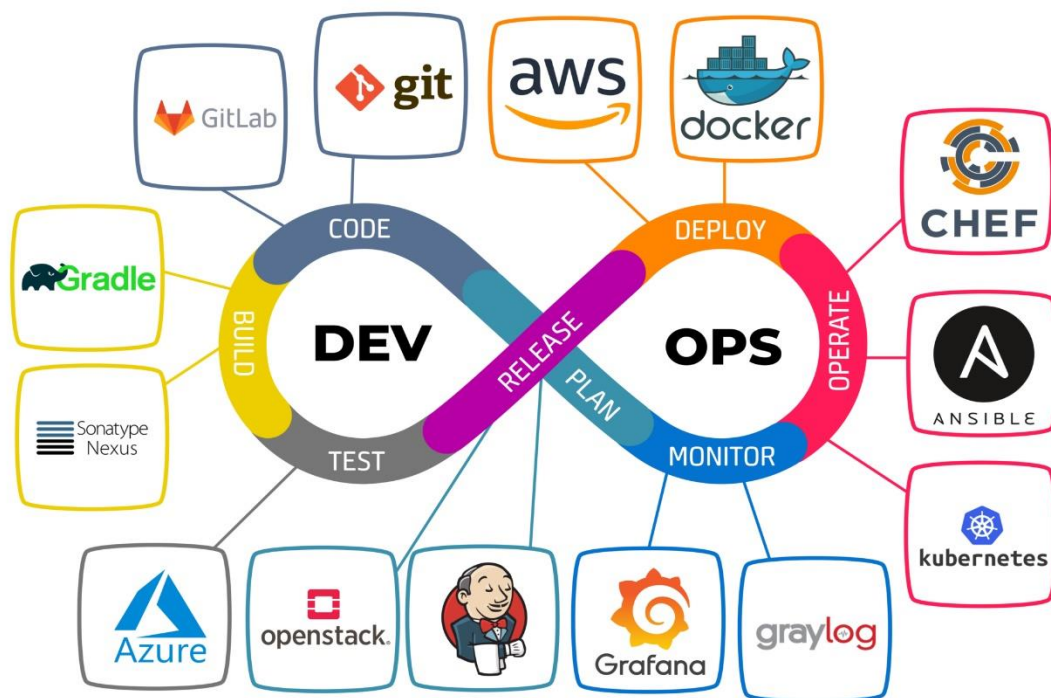 GitLab
git
aws
docker
CHEF
CODE
DEPLOY
Gradle
BUILD
DEV
RELEASE
PLAN
OPS
OPERATE
ANSIBLE
Sonatype
Nexus
TEST
MONITOR
kubernetes
Azure
openstack.
Grafana
graylog